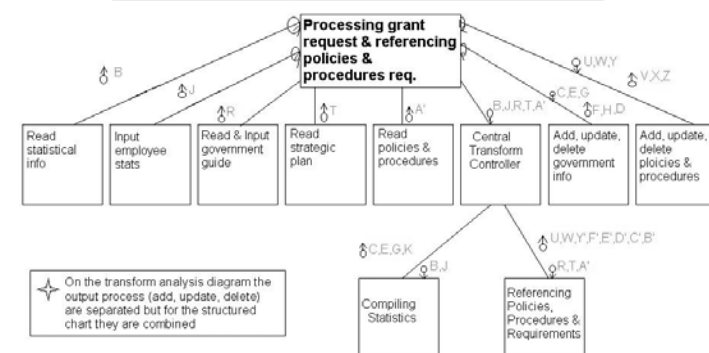 Processing grant
request & referencing
policies &
procedures req.
B
J
R
T
A'
B,J,R,T,A'
C,E,G
F,H,D
U,W,Y
V,X,Z
Read
statistical
info
Input
employee
stats
Read & Input
government
guide
Read
strategic
plan
Read
policies &
procedures
Central
Transform
Controller
Add, update,
delete
government
info
Add, update,
delete
ploicies &
procedures
C,E,G,K
B,J
U,W,Y',F',E',D',C',B'
R,T,A'
On the transform analysis diagram the
output process (add, update, delete)
are separated but for the structured
chart they are combined
Compiling
Statistics
Referencing
Policies,
Procedures &
Requirements